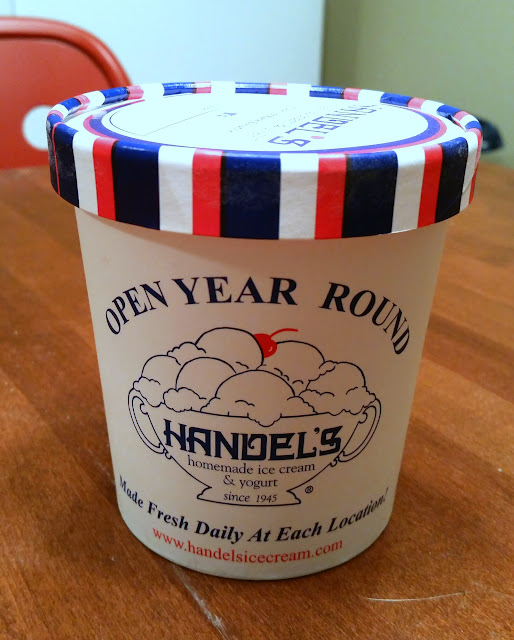 HANDEL'S
OPEN YEAR ROUND
HANDEL'S
homemade ice cream
& yogurt
since 1945 ®
Made Fresh Daily At Each Location!
www.handelsicecream.com